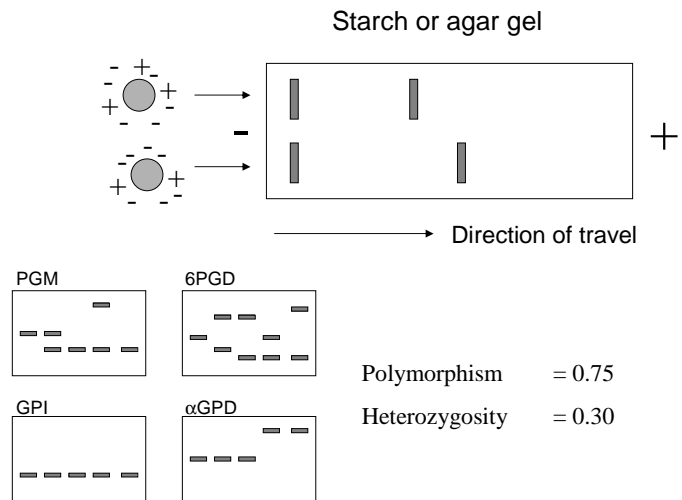 Starch or agar gel
- + -
- +
+ -
- -
-
+
- - -
- -
+ +
- -
-
Direction of travel
PGM 6PGD
Polymorphism = 0.75
Heterozygosity = 0.30
GPI αGPD